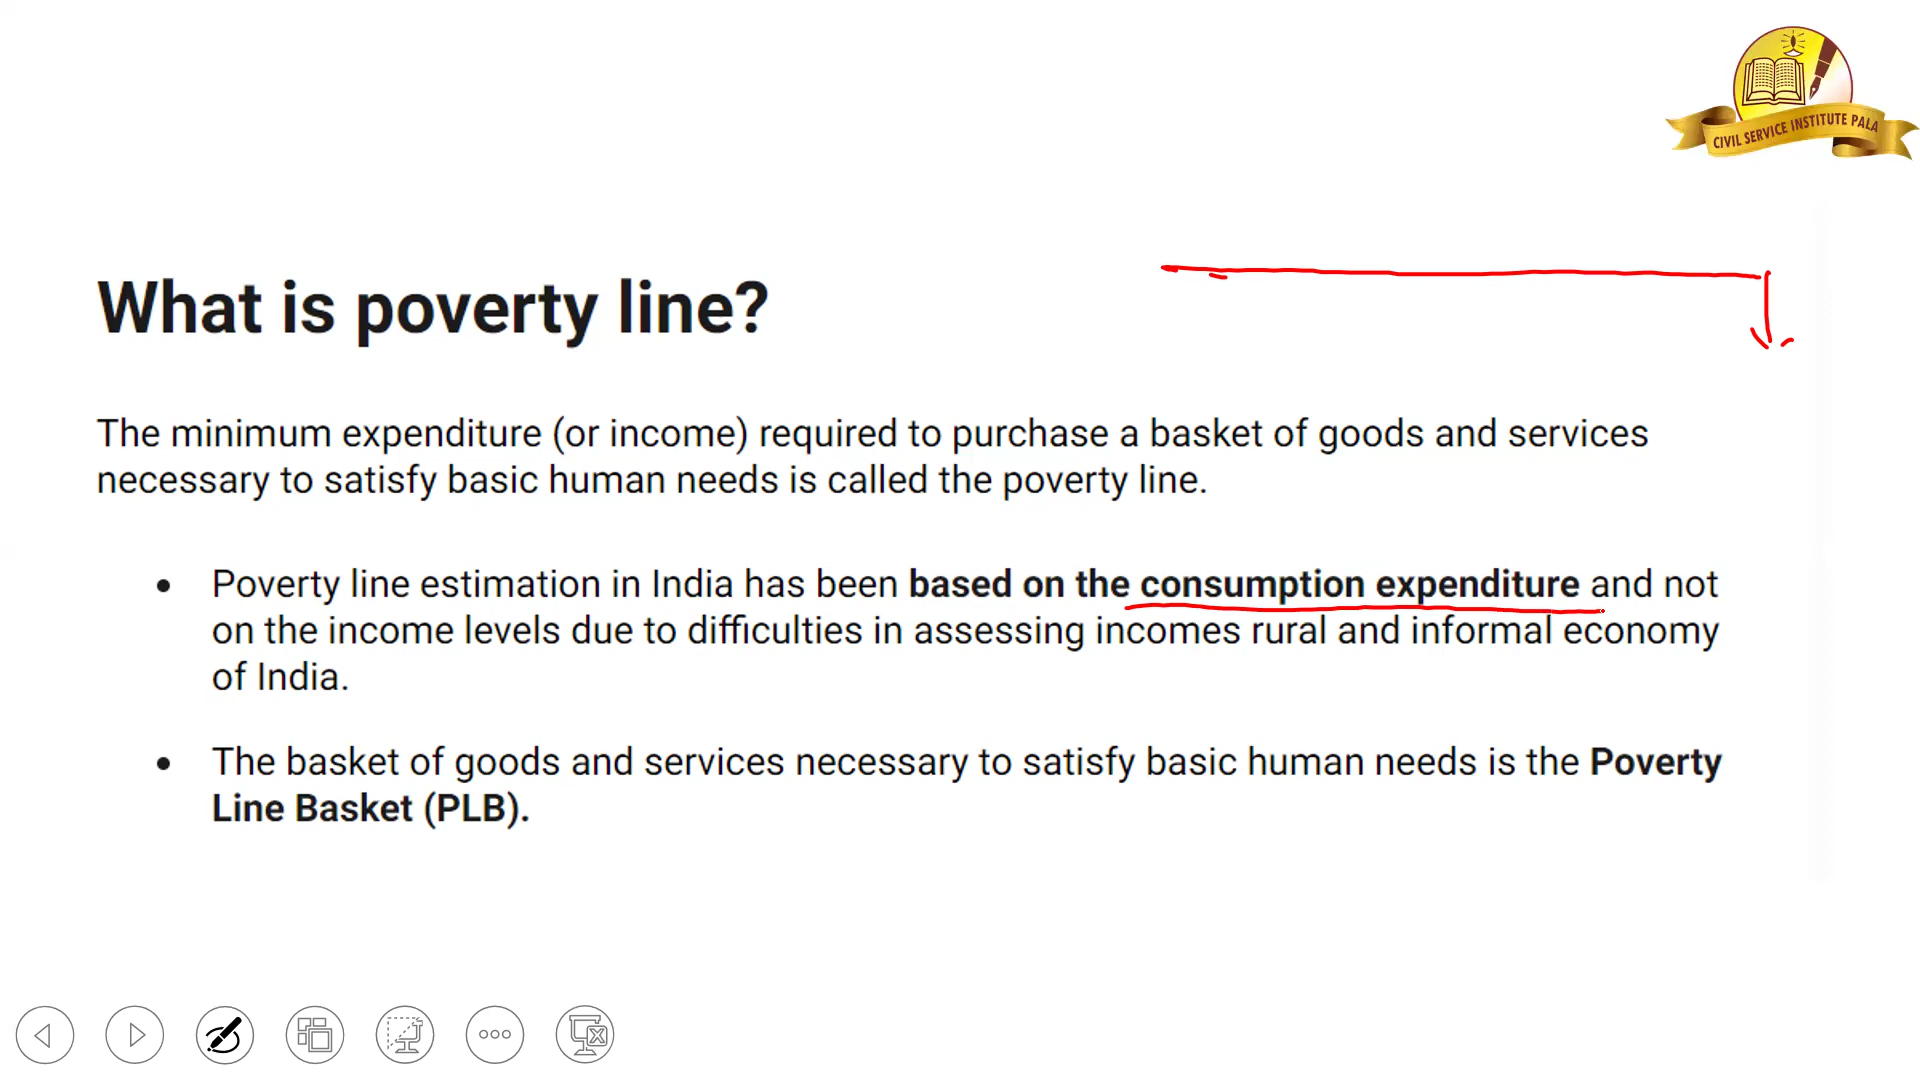 CIVIL SERVICE INSTITUTE PALA
What is poverty line?
The minimum expenditure (or income) required to purchase a basket of goods and services
necessary to satisfy basic human needs is called the poverty line.
• Poverty line estimation in India has been based on the consumption expenditure and not
on the income levels due to difficulties in assessing incomes rural and informal economy
of India.
• The basket of goods and services necessary to satisfy basic human needs is the Poverty
Line Basket (PLB).